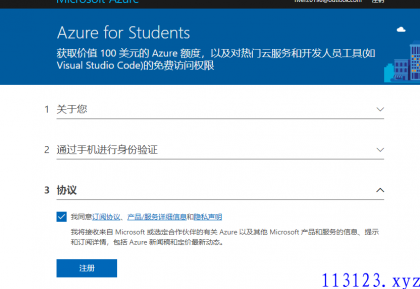 Microsoft Azure
注册
Azure for Students
获取价值 100 美元的 Azure 额度，以及对热门云服务和开发人员工具(如
Visual Studio Code)的免费访问权限
1 关于您
2 通过手机进行身份验证
3 协议
我同意订阅协议、产品/服务详细信息和隐私声明
我将接收来自 Microsoft 或选定合作伙伴的有关 Azure 以及其他 Microsoft 产品和服务的信息、提示
和订阅详情，包括 Azure 新闻稿和定价最新动态。
注册
113123.xyz